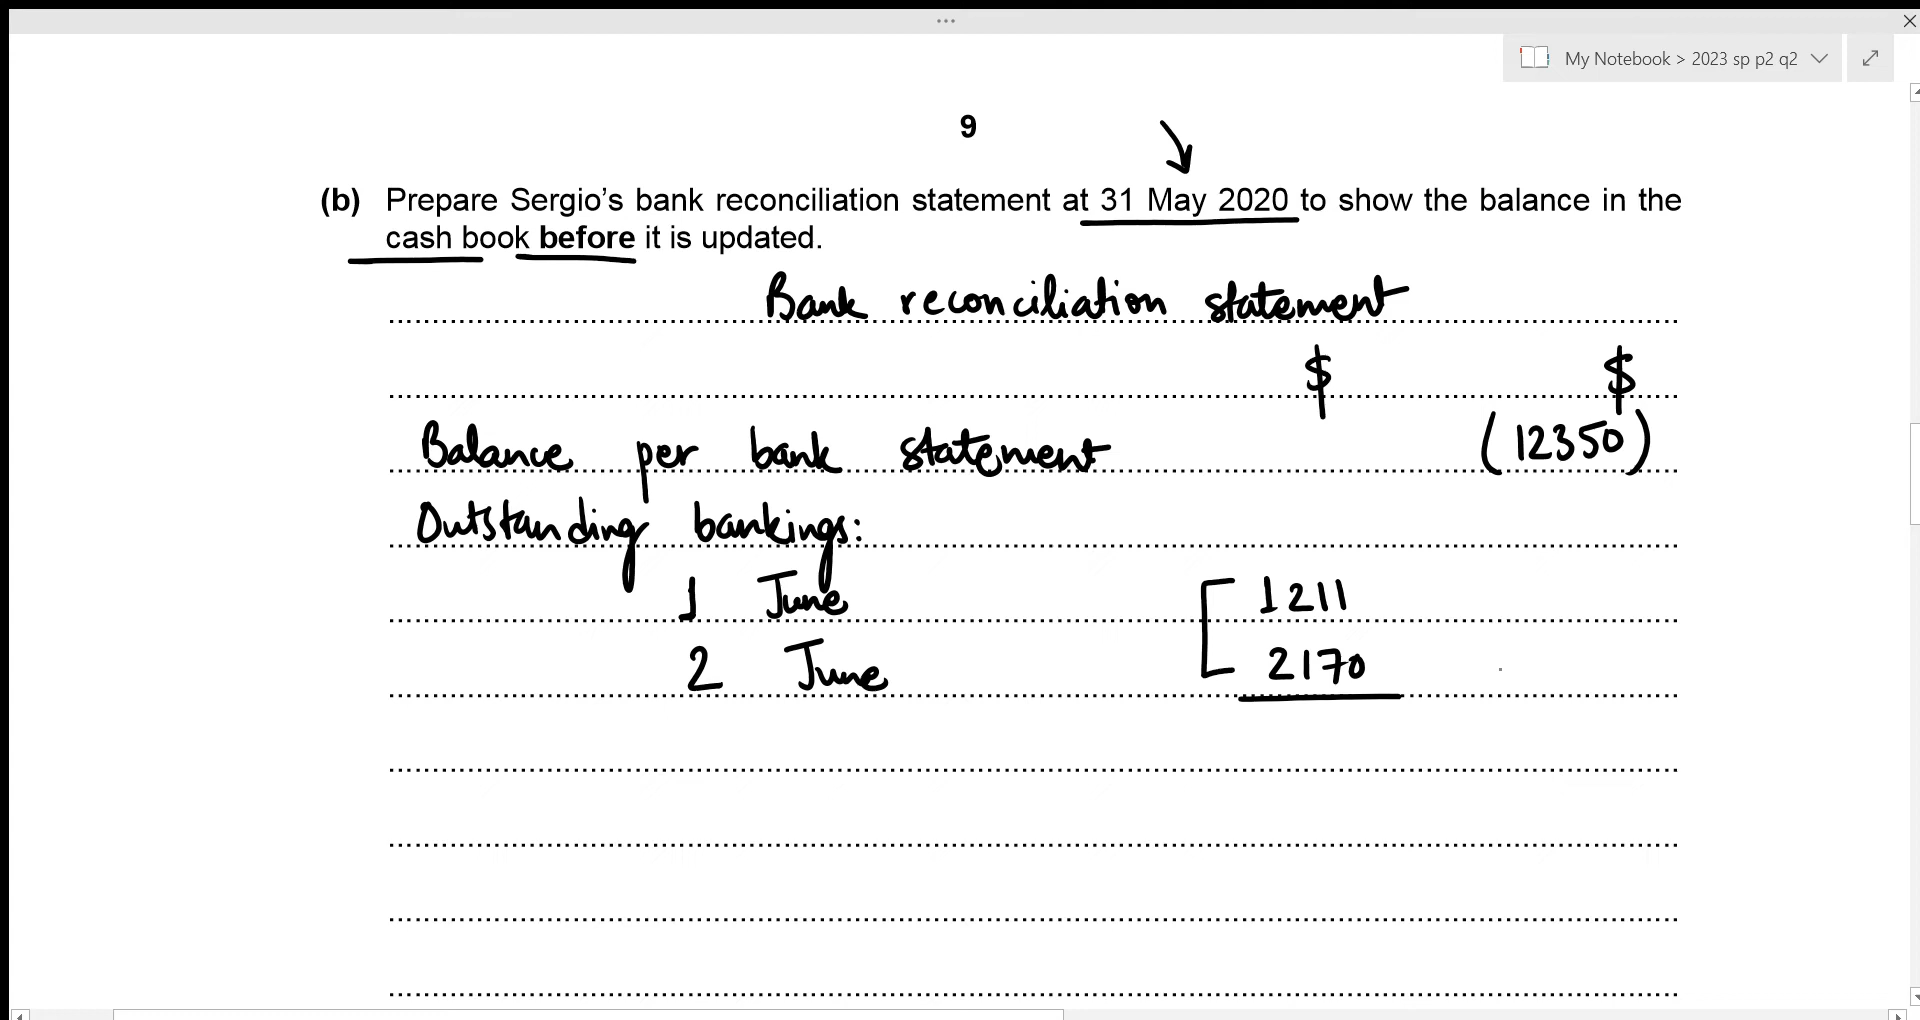 My Notebook > 2023 sp p2 q2
9
(b) Prepare Sergio's bank reconciliation statement at 31 May 2020 to show the balance in the
cash book before it is updated.
Bank reconciliation statement
$ $
Balance per bank statement (12350)
Outstanding bankings:
1 June 1211
2 June 2170